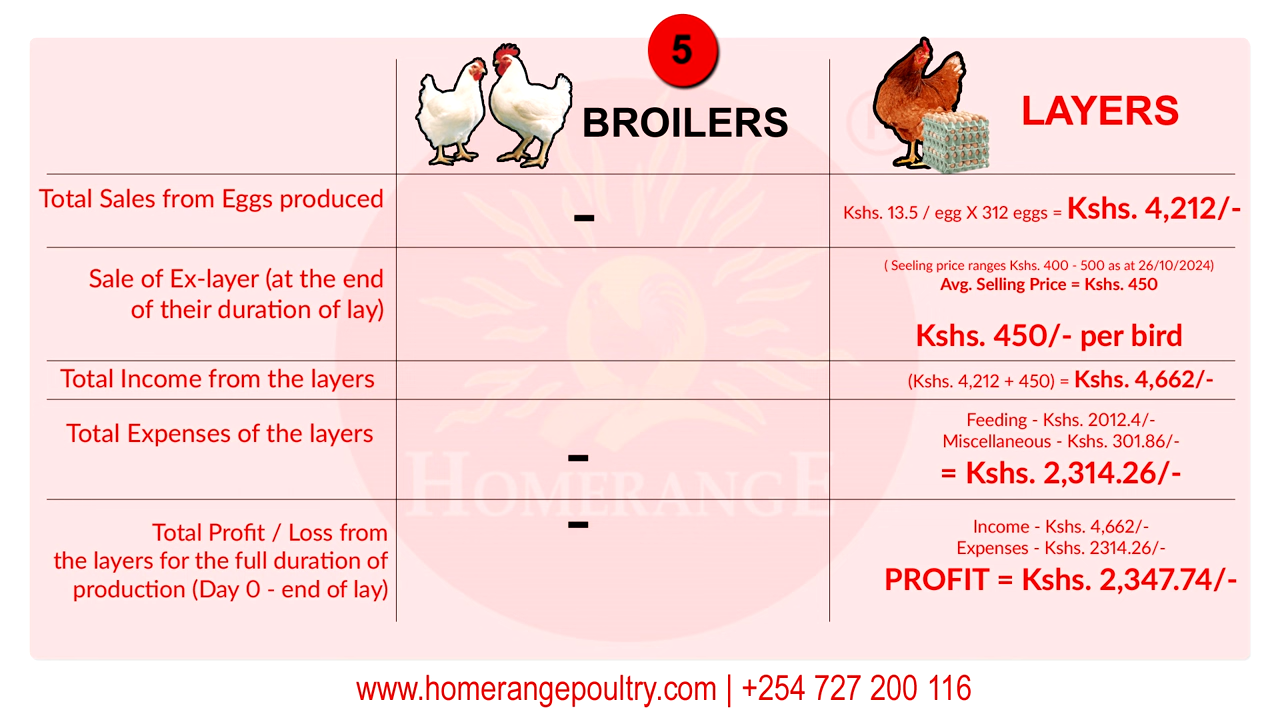 5
BROILERS
LAYERS
Total Sales from Eggs produced
-
Kshs. 13.5 / egg X 312 eggs = Kshs. 4,212/-
Sale of Ex-layer (at the end
of their duration of lay)
( Seeling price ranges Kshs. 400 - 500 as at 26/10/2024)
Avg. Selling Price = Kshs. 450
Kshs. 450/- per bird
Total Income from the layers
(Kshs. 4,212 + 450) = Kshs. 4,662/-
Total Expenses of the layers
-
Feeding - Kshs. 2012.4/-
Miscellaneous - Kshs. 301.86/-
= Kshs. 2,314.26/-
Total Profit / Loss from
the layers for the full duration of
production (Day 0 - end of lay)
-
Income - Kshs. 4,662/-
Expenses - Kshs. 2314.26/-
PROFIT = Kshs. 2,347.74/-
HOMERANGE
®
www.homerangepoultry.com | +254 727 200 116